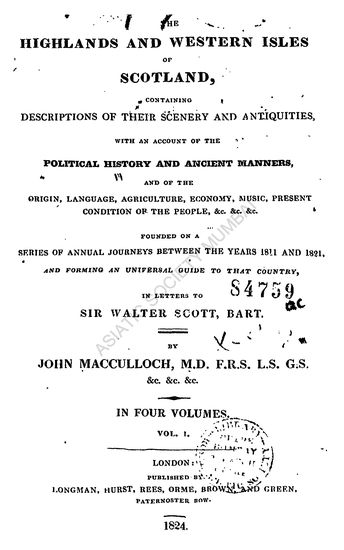 THE
HIGHLANDS AND WESTERN ISLES
OF
SCOTLAND,
CONTAINING
DESCRIPTIONS OF THEIR SCENERY AND ANTIQUITIES,
WITH AN ACCOUNT OF THE
POLITICAL HISTORY AND ANCIENT MANNERS,
AND OF THE
ORIGIN, LANGUAGE, AGRICULTURE, ECONOMY, MUSIC, PRESENT
CONDITION OF THE PEOPLE, &c. &c. &c.
FOUNDED ON A
SERIES OF ANNUAL JOURNEYS BETWEEN THE YEARS 1811 AND 1821,
AND FORMING AN UNIVERSAL GUIDE TO THAT COUNTRY,
IN LETTERS TO
84759
SIR WALTER SCOTT, BART.
BY
JOHN MACCULLOCH, M.D. F.R.S. L.S. G.S.
&c. &c. &c.
IN FOUR VOLUMES.
VOL. I.
LONDON:
PUBLISHED BY
LONGMAN, HURST, REES, ORME, BROWN, AND GREEN,
PATERNOSTER ROW.
1824.
ASIATIC SOCIETY MUMBAI